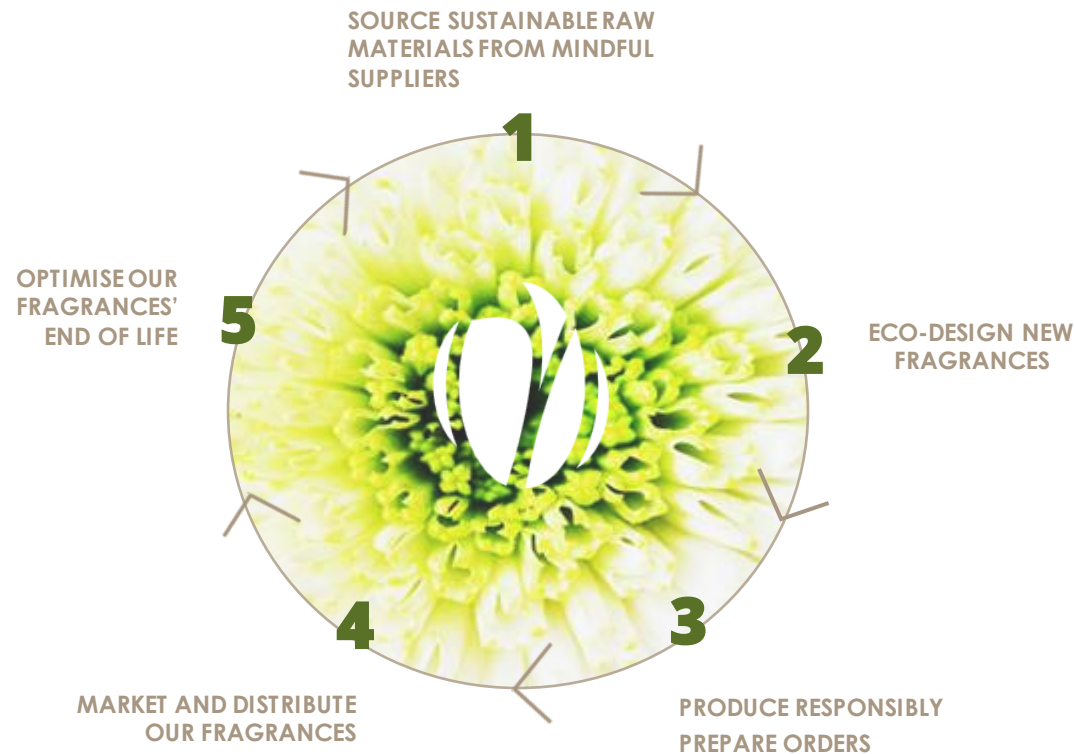 SOURCE SUSTAINABLE RAW
MATERIALS FROM MINDFUL
SUPPLIERS
1
2
ECO-DESIGN NEW
FRAGRANCES
3
PRODUCE RESPONSIBLY
PREPARE ORDERS
4
MARKET AND DISTRIBUTE
OUR FRAGRANCES
5
OPTIMISE OUR
FRAGRANCES’
END OF LIFE